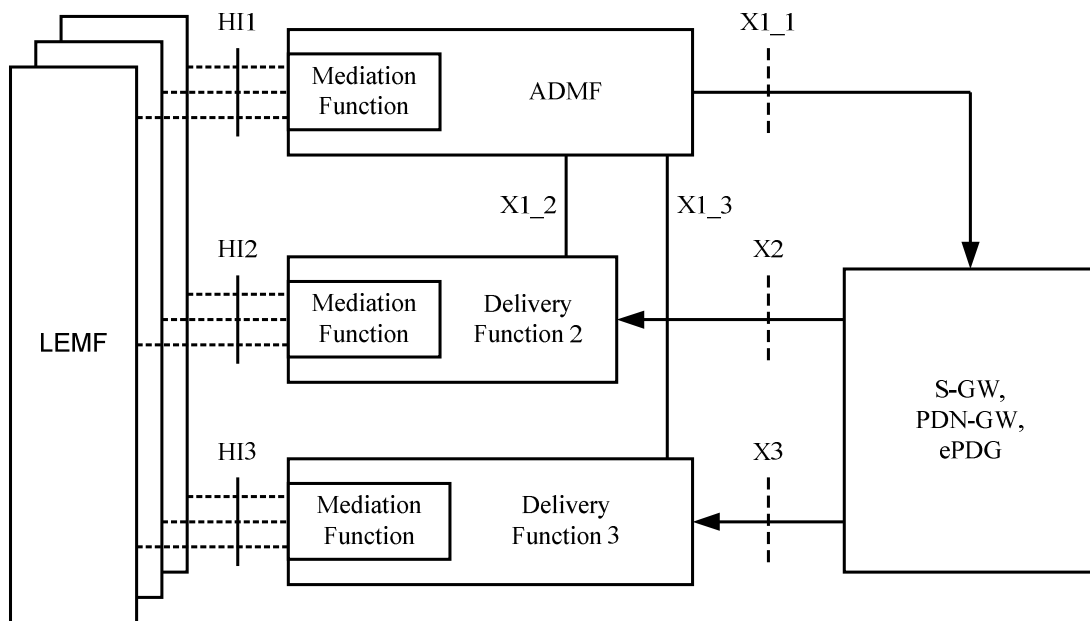 HI1
X1_1
Mediation
Function
ADMF
X1_2
X1_3
HI2
X2
Mediation
Function
Delivery
Function 2
LEMF
S-GW,
PDN-GW,
ePDG
HI3
X3
Mediation
Function
Delivery
Function 3